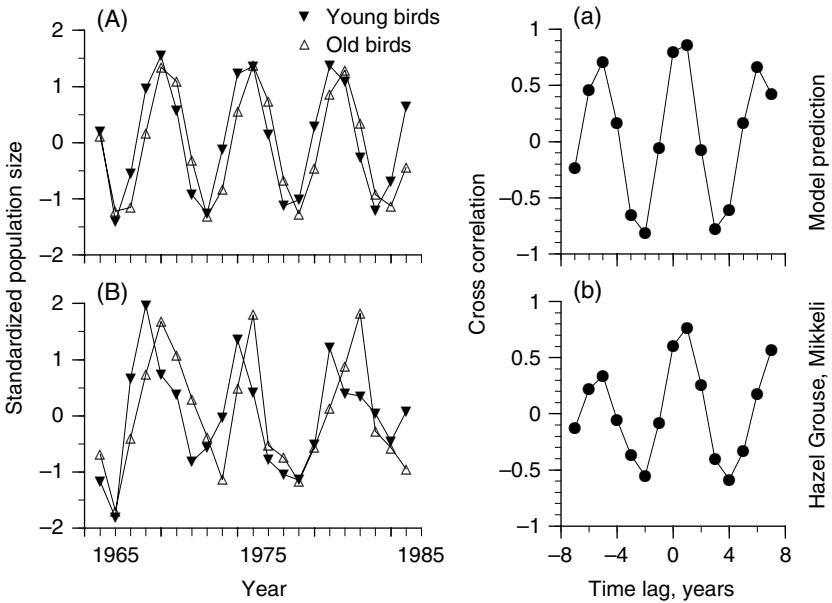 (A)
Young birds
Old birds
2
1
0
−1
−2
(B)
2
1
0
−1
−2
1965
1975
1985
Year
Standardized population size
(a)
1
0.5
0
−0.5
−1
(b)
1
0.5
0
−0.5
−1
−8
−4
0
4
8
Time lag, years
Cross correlation
Model prediction
Hazel Grouse, Mikkeli